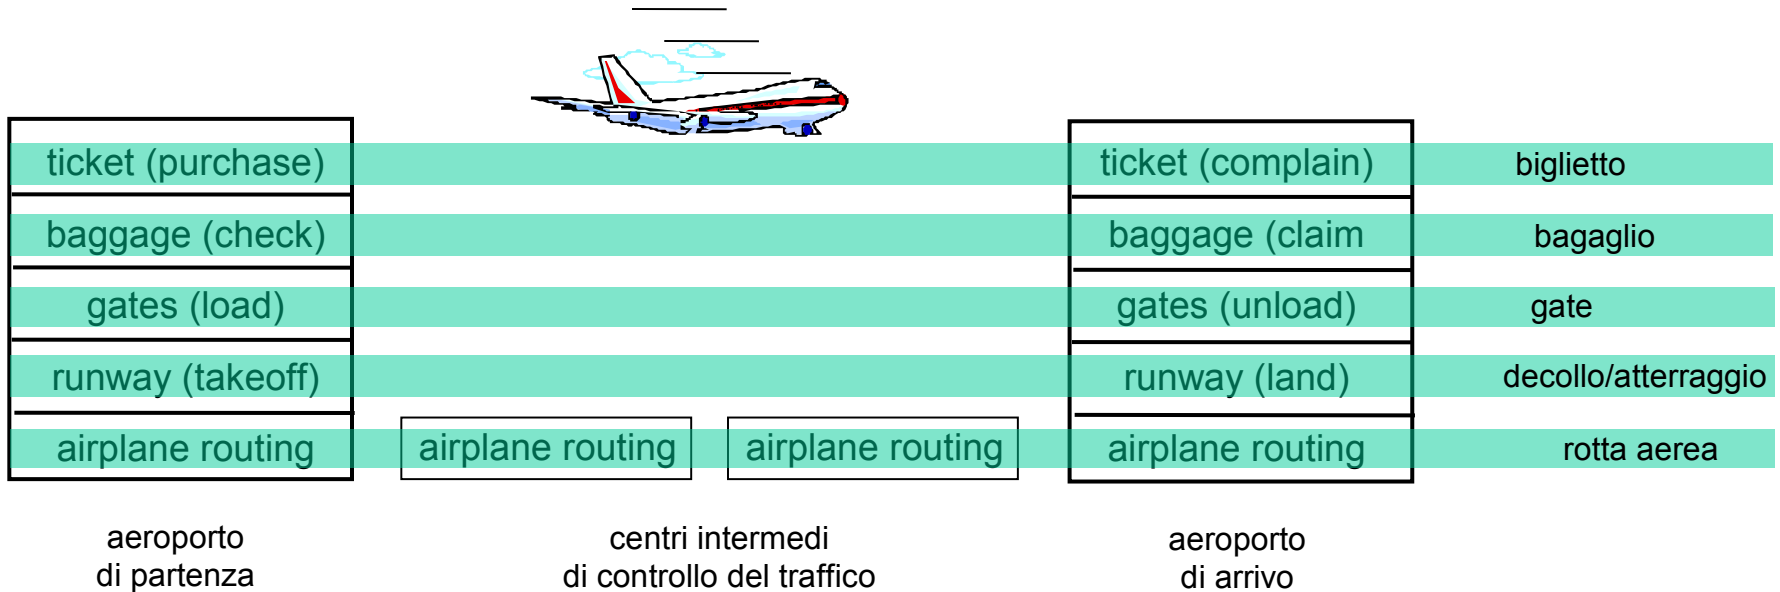 ticket (purchase)
ticket (complain)
biglietto
baggage (check)
baggage (claim
bagaglio
gates (load)
gates (unload)
gate
runway (takeoff)
runway (land)
decollo/atterraggio
airplane routing
airplane routing
airplane routing
airplane routing
rotta aerea
aeroporto
di partenza
centri intermedi
di controllo del traffico
aeroporto
di arrivo